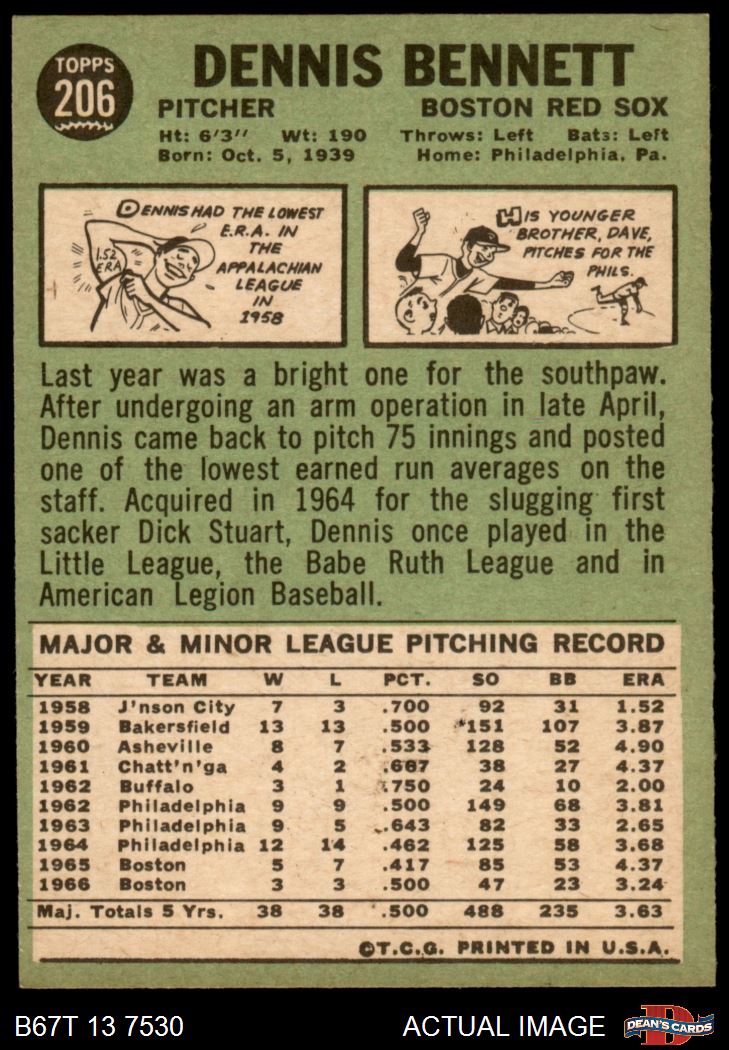 TOPPS
206
DENNIS BENNETT
PITCHER BOSTON RED SOX
Ht: 6'3" Wt: 190 Throws: Left Bats: Left
Born: Oct. 5, 1939 Home: Philadelphia, Pa.
DENNIS HAD THE LOWEST
E.R.A. IN
THE
APPALACHIAN
LEAGUE
IN
1958
1.52
ERA
HIS YOUNGER
BROTHER, DAVE,
PITCHES FOR THE
PHILS.
Last year was a bright one for the southpaw.
After undergoing an arm operation in late April,
Dennis came back to pitch 75 innings and posted
one of the lowest earned run averages on the
staff. Acquired in 1964 for the slugging first
sacker Dick Stuart, Dennis once played in the
Little League, the Babe Ruth League and in
American Legion Baseball.
MAJOR & MINOR LEAGUE PITCHING RECORD
YEAR TEAM W L PCT. SO BB ERA
1958 J'nson City 7 3 .700 92 31 1.52
1959 Bakersfield 13 13 .500 *151 107 3.87
1960 Asheville 8 7 .533 128 52 4.90
1961 Chatt'n'ga 4 2 .667 38 27 4.37
1962 Buffalo 3 1 .750 24 10 2.00
1962 Philadelphia 9 9 .500 149 68 3.81
1963 Philadelphia 9 5 .643 82 33 2.65
1964 Philadelphia 12 14 .462 125 58 3.68
1965 Boston 5 7 .417 85 53 4.37
1966 Boston 3 3 .500 47 23 3.24
Maj. Totals 5 Yrs. 38 38 .500 488 235 3.63
©T.C.G. PRINTED IN U.S.A.
B67T 13 7530 ACTUAL IMAGE
D
DEAN'S CARDS